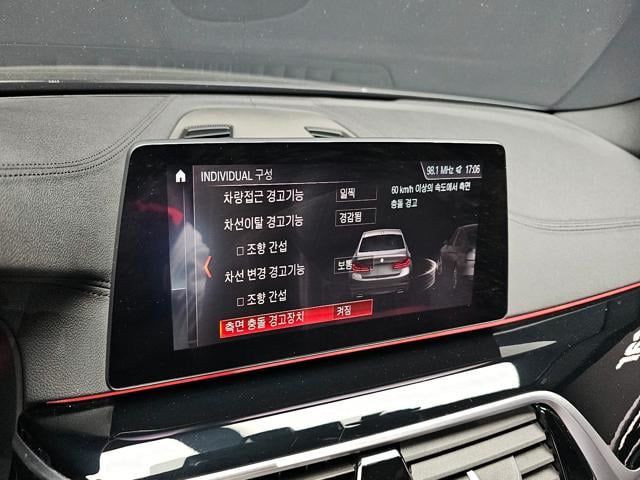 INDIVIDUAL 구성
98.1 MHz 17:06
차량접근 경고기능 일찍
차선이탈 경고기능 경감됨
조향 간섭
차선 변경 경고기능 보통
조향 간섭
측면 충돌 경고장치 켜짐
60 km/h 이상의 속도에서 측면
충돌 경고